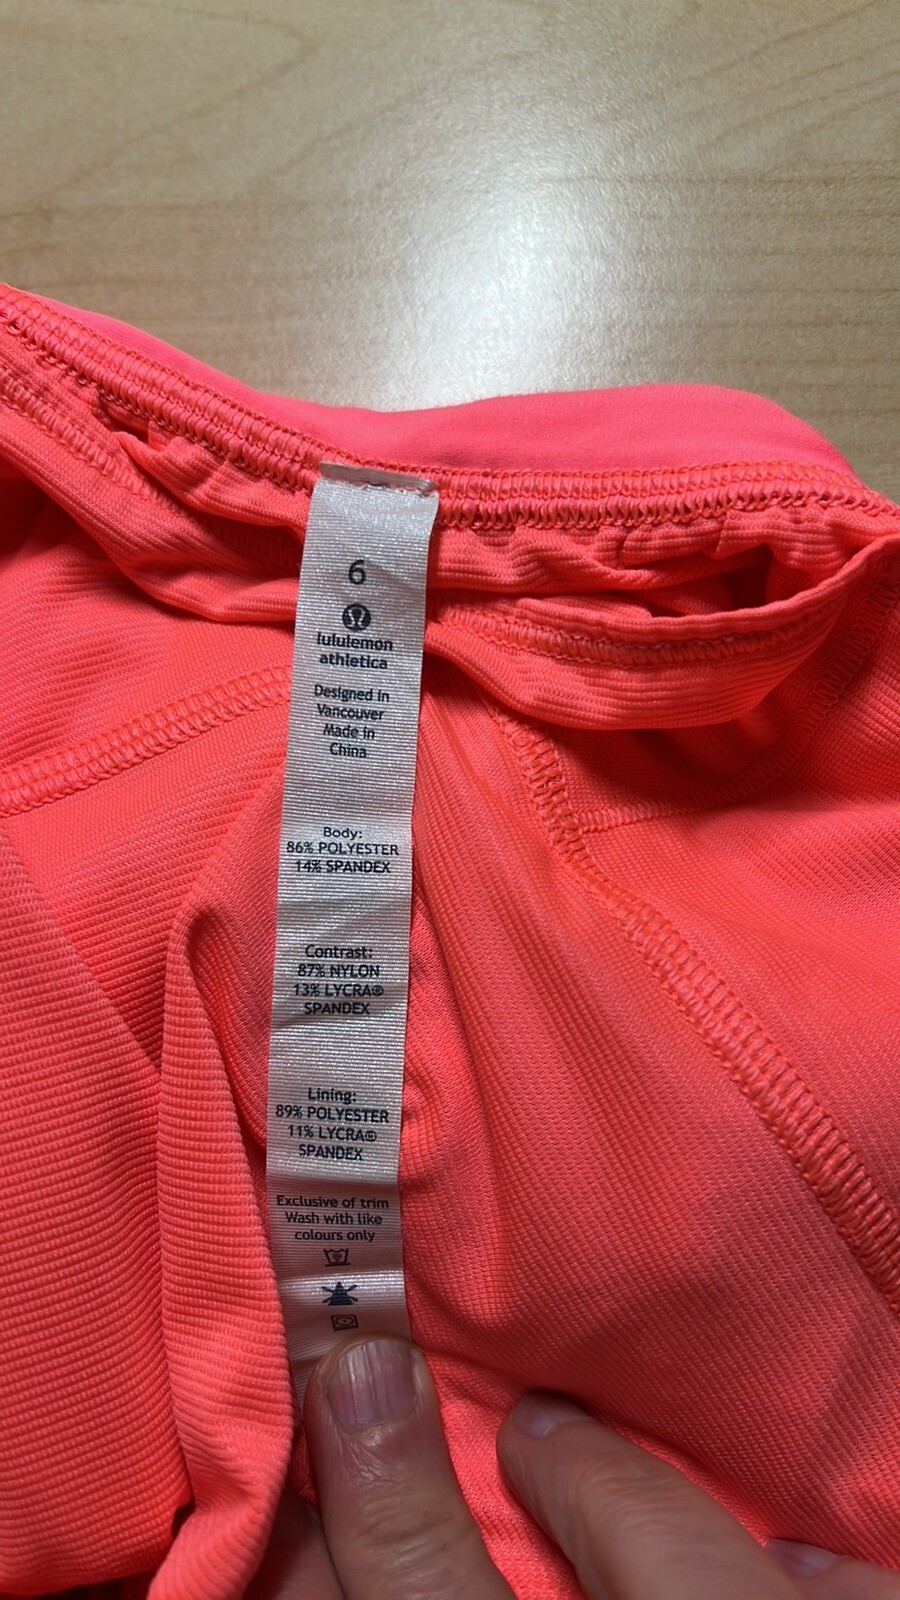 6
lululemon
athletica
Designed in
Vancouver
Made in
China
Body:
86% POLYESTER
14% SPANDEX
Contrast:
87% NYLON
13% LYCRA®
SPANDEX
Lining:
89% POLYESTER
11% LYCRA®
SPANDEX
Exclusive of trim
Wash with like
colours only